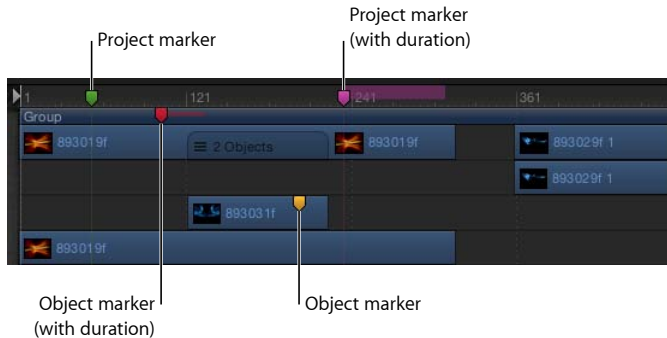 Project marker
Project marker
(with duration)
1
121
241
361
Group
893019f
2 Objects
893019f
893029f 1
893029f 1
893031f
893019f
Object marker
(with duration)
Object marker